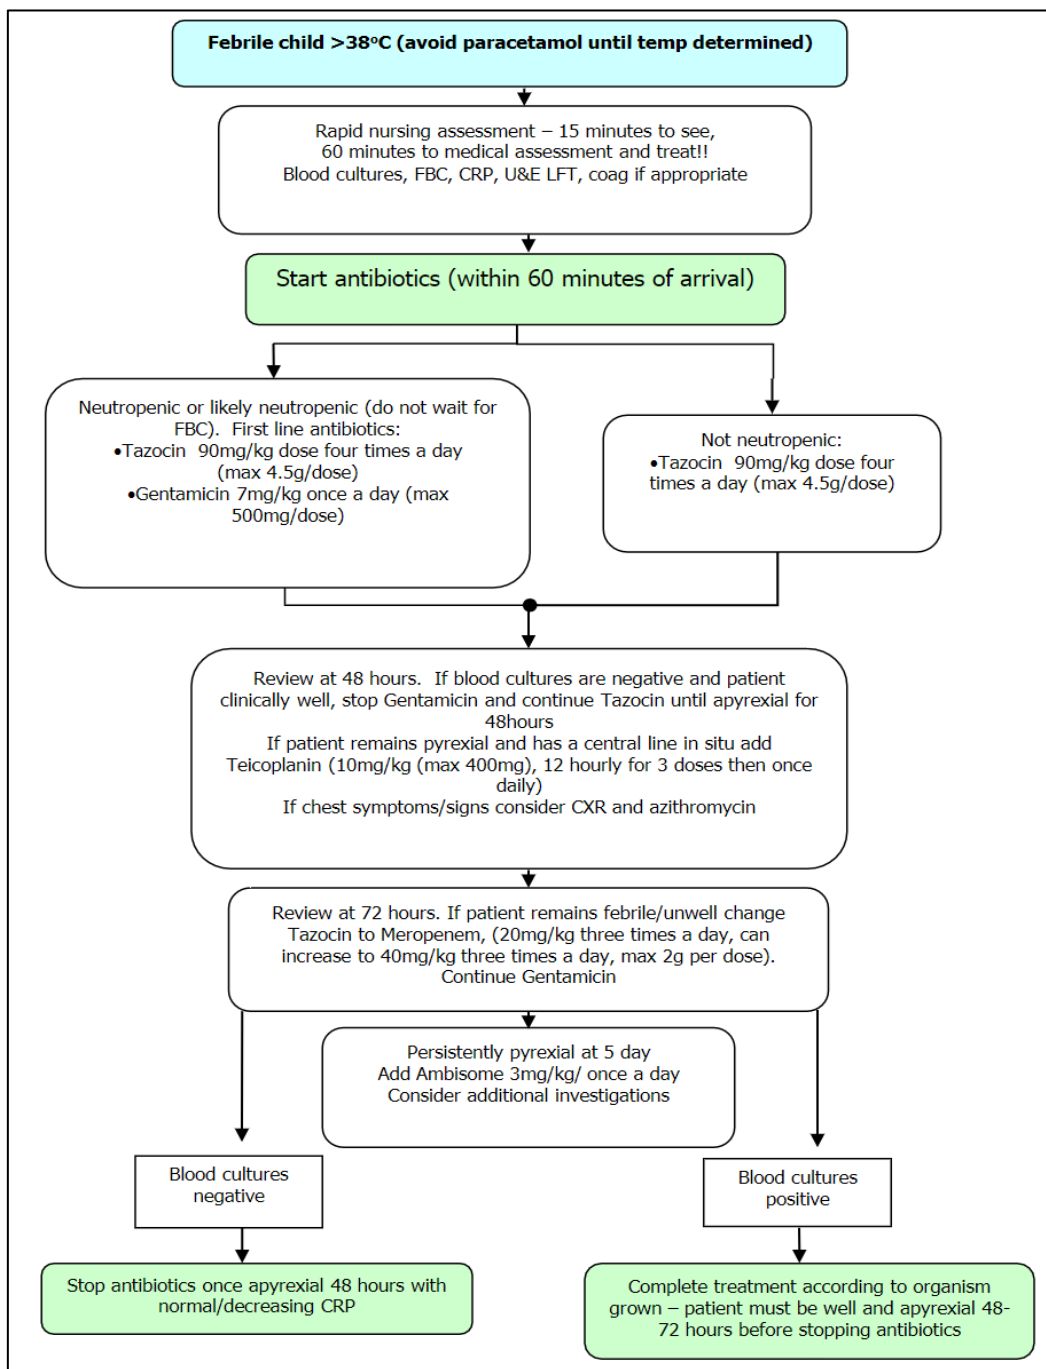 Febrile child >38°C (avoid paracetamol until temp determined)
Rapid nursing assessment – 15 minutes to see,
60 minutes to medical assessment and treat!!
Blood cultures, FBC, CRP, U&E LFT, coag if appropriate
Start antibiotics (within 60 minutes of arrival)
Neutropenic or likely neutropenic (do not wait for
FBC).  First line antibiotics:
•Tazocin  90mg/kg dose four times a day
(max 4.5g/dose)
•Gentamicin 7mg/kg once a day (max
500mg/dose)
Not neutropenic:
•Tazocin  90mg/kg dose four
times a day (max 4.5g/dose)
Review at 48 hours.  If blood cultures are negative and patient
clinically well, stop Gentamicin and continue Tazocin until apyrexial for
48hours
If patient remains pyrexial and has a central line in situ add
Teicoplanin (10mg/kg (max 400mg), 12 hourly for 3 doses then once
daily)
If chest symptoms/signs consider CXR and azithromycin
Review at 72 hours. If patient remains febrile/unwell change
Tazocin to Meropenem, (20mg/kg three times a day, can
increase to 40mg/kg three times a day, max 2g per dose).
Continue Gentamicin
Persistently pyrexial at 5 day
Add Ambisome 3mg/kg/ once a day
Consider additional investigations
Blood cultures
negative
Blood cultures
positive
Stop antibiotics once apyrexial 48 hours with
normal/decreasing CRP
Complete treatment according to organism
grown – patient must be well and apyrexial 48-
72 hours before stopping antibiotics